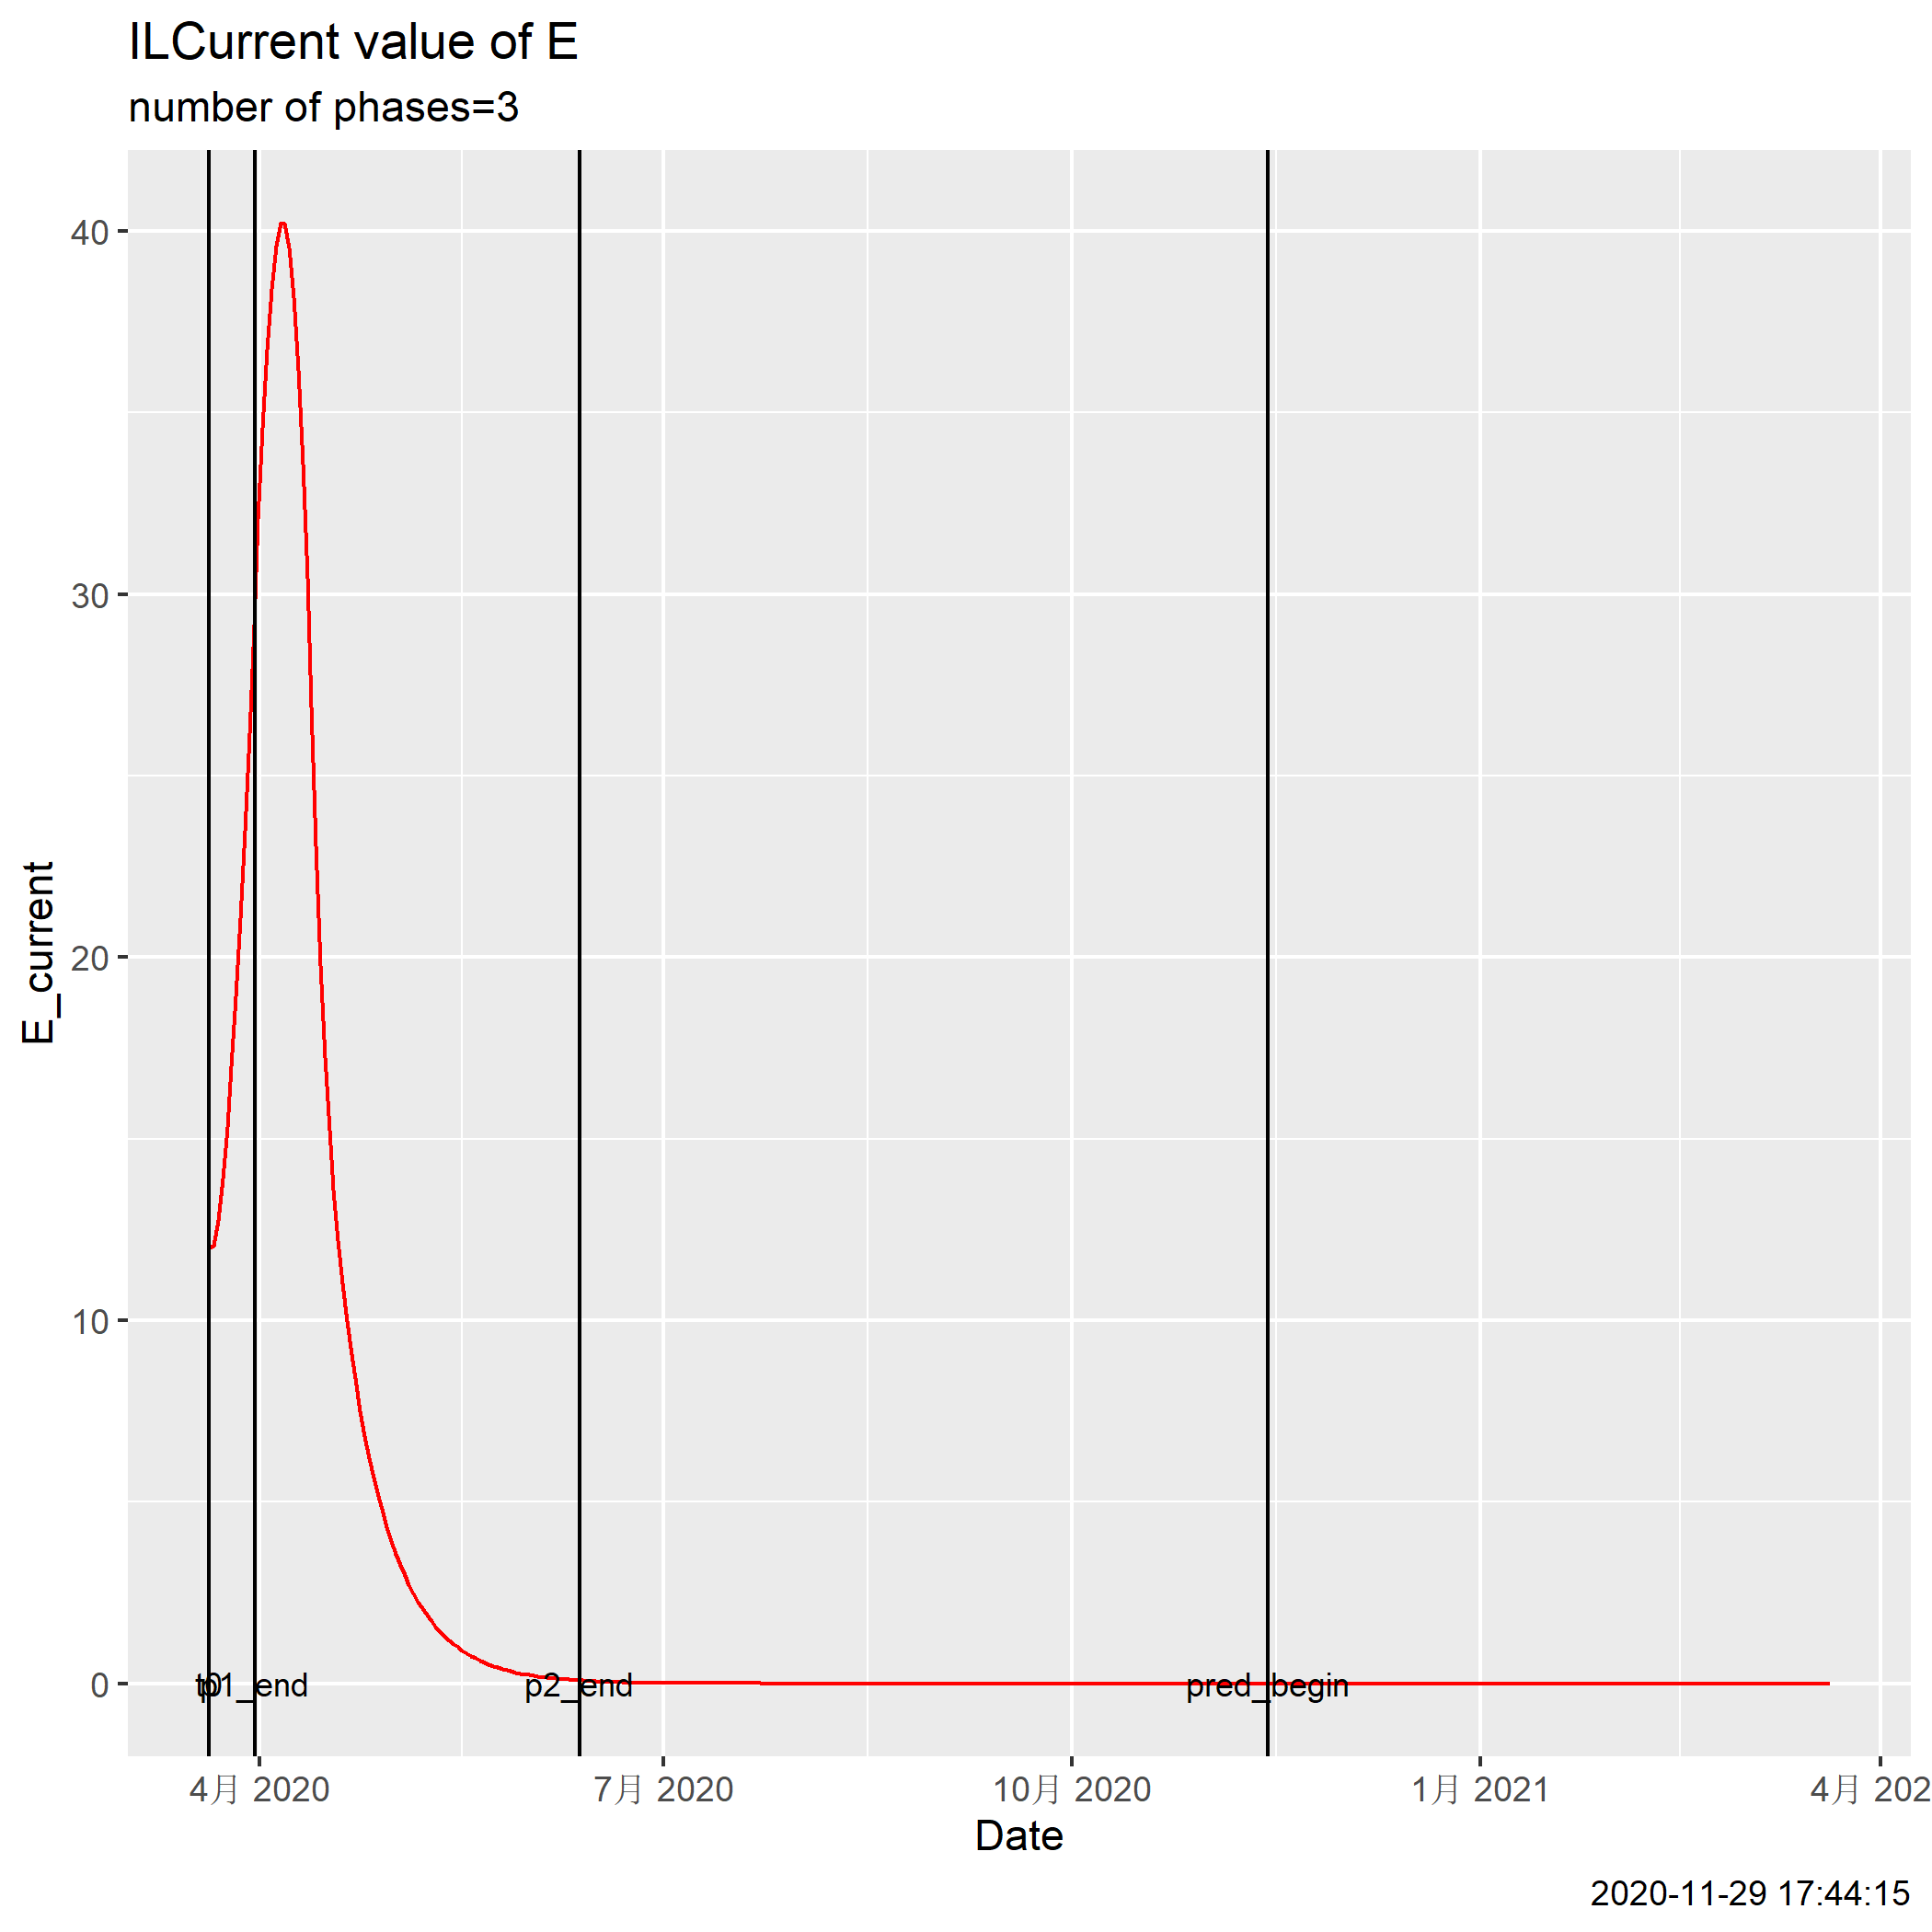 ILCurrent value of E
number of phases=3
40
30
20
10
0
E_current
t0
p1_end
p2_end
pred_begin
4月 2020
7月 2020
10月 2020
1月 2021
4月 202
Date
2020-11-29 17:44:15